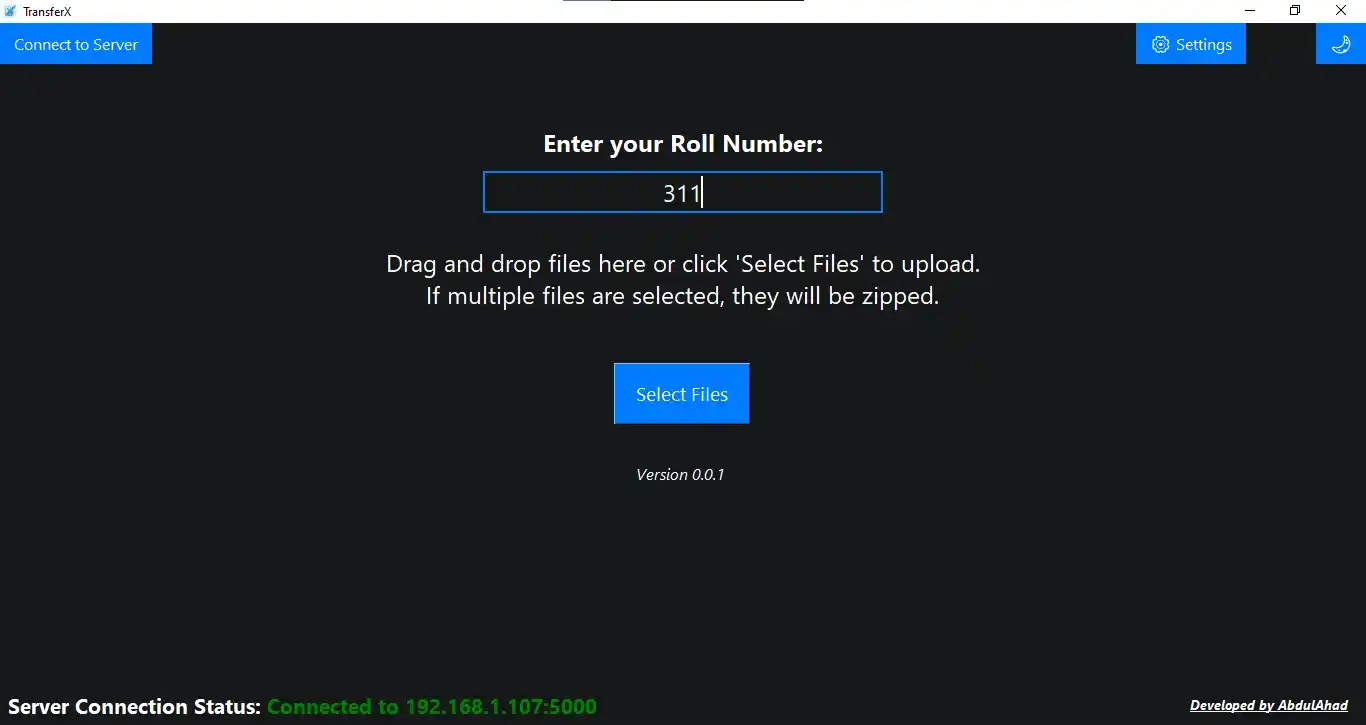 TransferX
Connect to Server
Settings
Enter your Roll Number:
311
Drag and drop files here or click 'Select Files' to upload.
If multiple files are selected, they will be zipped.
Select Files
Version 0.0.1
Server Connection Status: Connected to 192.168.1.107:5000
Developed by AbdulAhad